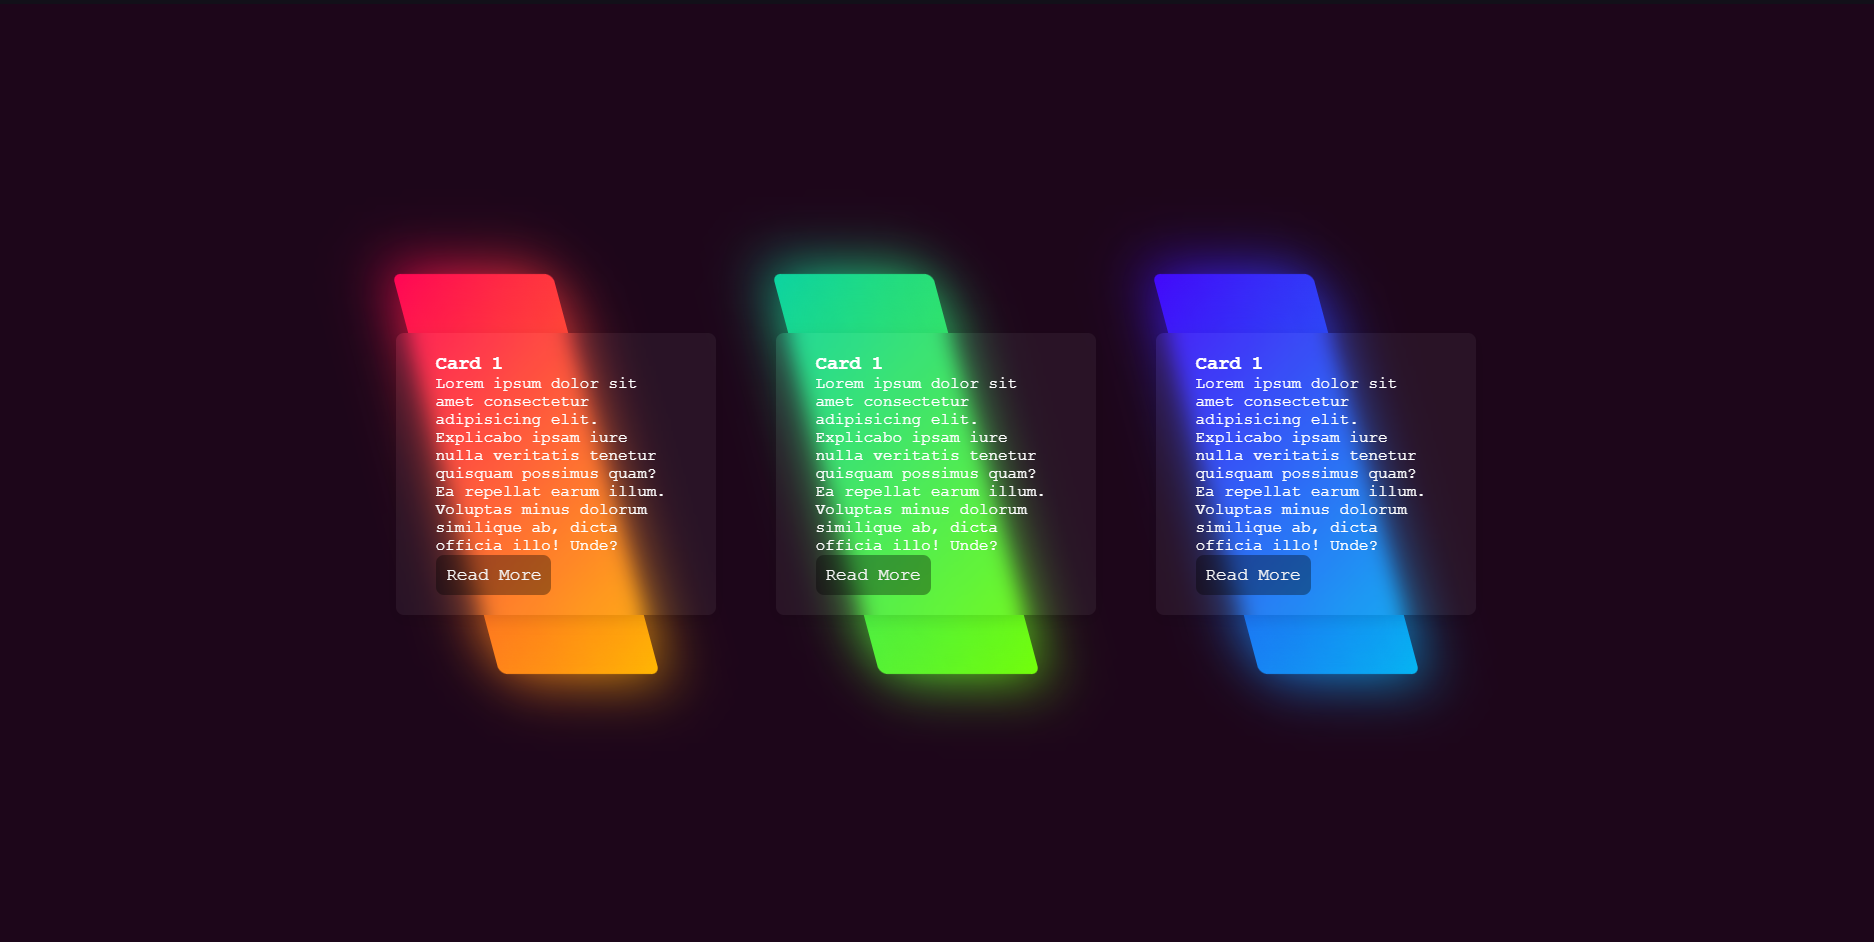 Card 1
Lorem ipsum dolor sit
amet consectetur
adipisicing elit.
Explicabo ipsam iure
nulla veritatis tenetur
quisquam possimus quam?
Ea repellat earum illum.
Voluptas minus dolorum
similique ab, dicta
officia illo! Unde?
Read More
Card 1
Lorem ipsum dolor sit
amet consectetur
adipisicing elit.
Explicabo ipsam iure
nulla veritatis tenetur
quisquam possimus quam?
Ea repellat earum illum.
Voluptas minus dolorum
similique ab, dicta
officia illo! Unde?
Read More
Card 1
Lorem ipsum dolor sit
amet consectetur
adipisicing elit.
Explicabo ipsam iure
nulla veritatis tenetur
quisquam possimus quam?
Ea repellat earum illum.
Voluptas minus dolorum
similique ab, dicta
officia illo! Unde?
Read More